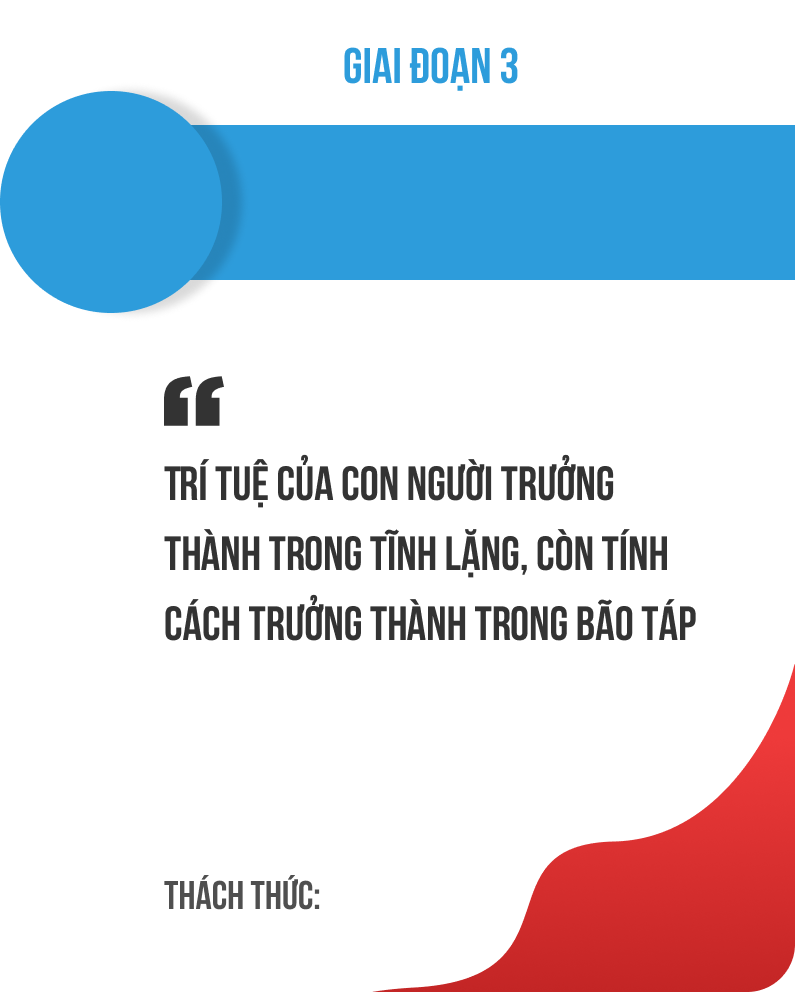 GIAI ĐOẠN 3
“
TRÍ TUỆ CỦA CON NGƯỜI TRƯỞNG
THÀNH TRONG TĨNH LẶNG, CÒN TÍNH
CÁCH TRƯỞNG THÀNH TRONG BÃO TÁP
THÁCH THỨC: